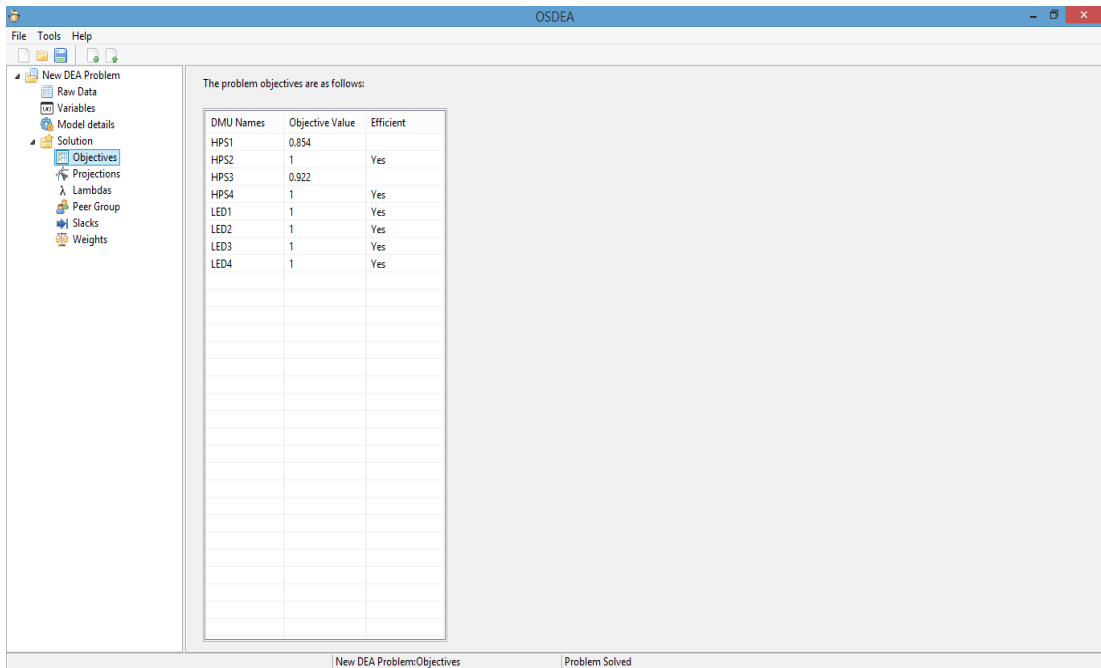 OSDEA
File Tools Help
New DEA Problem
Raw Data
(x) Variables
Model details
Solution
Objectives
Projections
λ Lambdas
Peer Group
Slacks
Weights
The problem objectives are as follows:
DMU Names Objective Value Efficient
HPS1 0.854
HPS2 1 Yes
HPS3 0.922
HPS4 1 Yes
LED1 1 Yes
LED2 1 Yes
LED3 1 Yes
LED4 1 Yes
New DEA Problem:Objectives Problem Solved